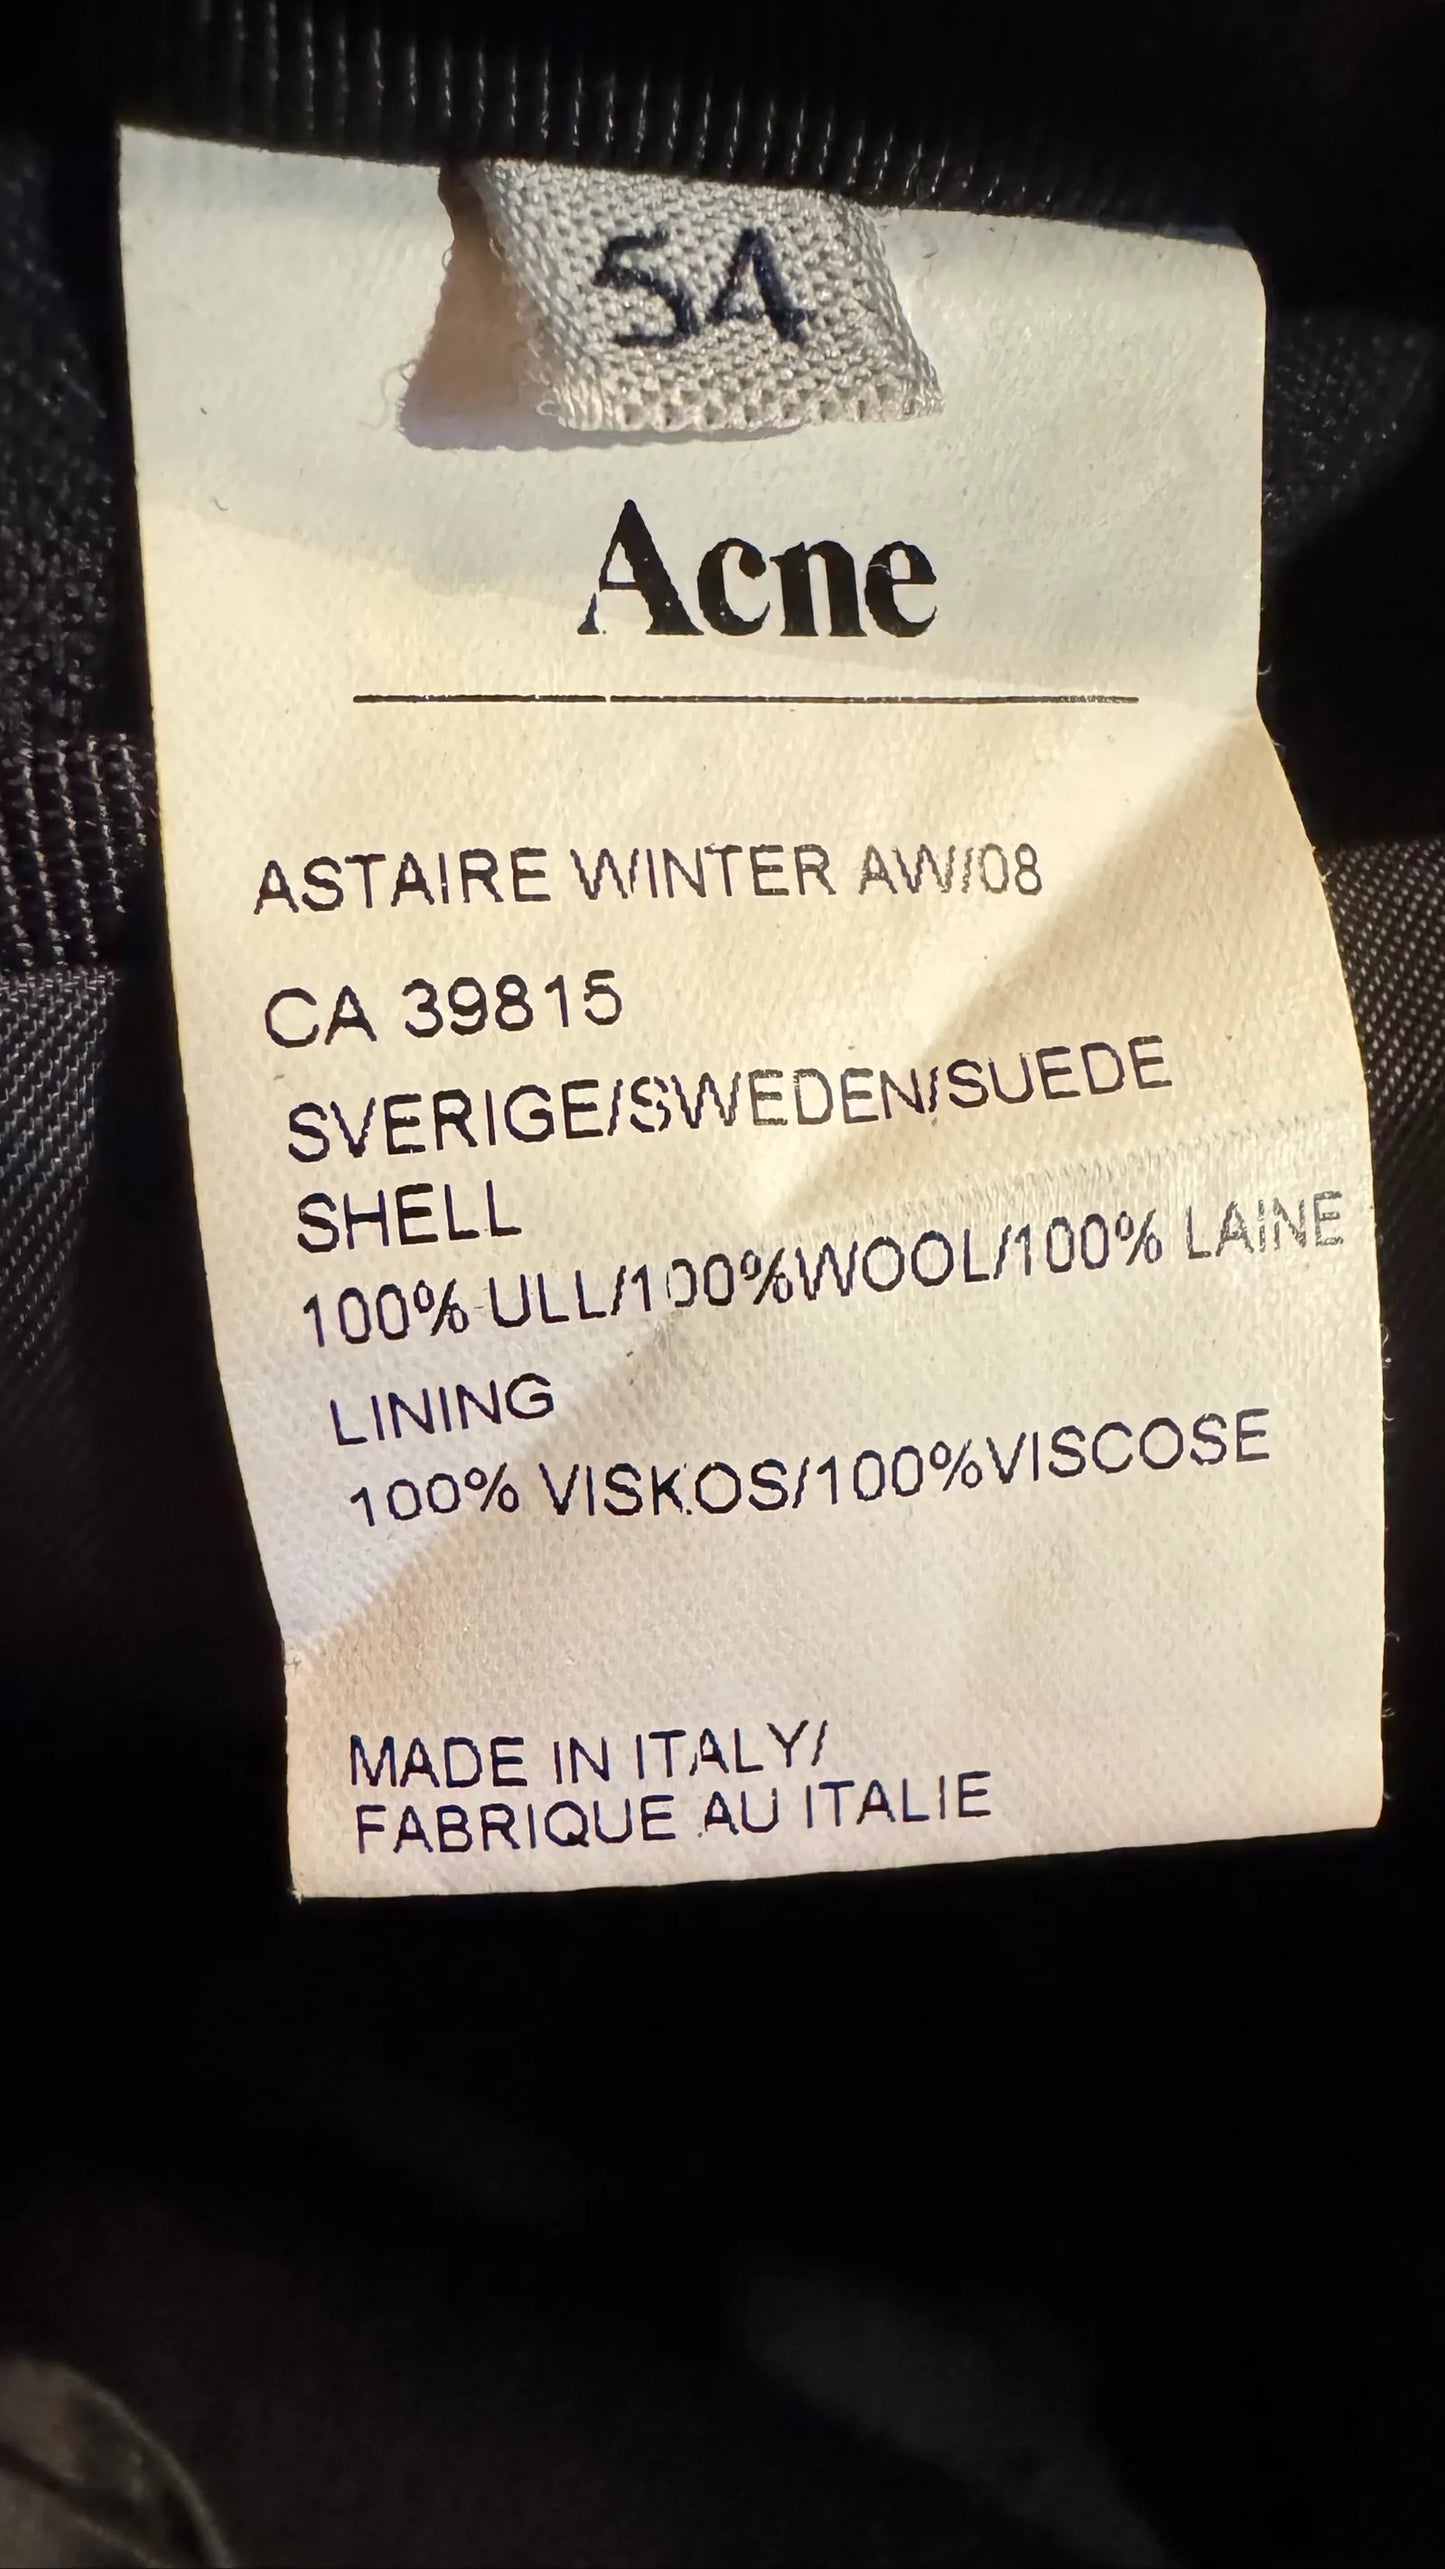 54
Acne
ASTAIRE WINTER AW/08
CA 39815
SVERIGE/SWEDEN/SUEDE
SHELL
100% ULL/100%WOOL/100% LAINE
LINING
100% VISKOS/100%VISCOSE
MADE IN ITALY/
FABRIQUE AU ITALIE